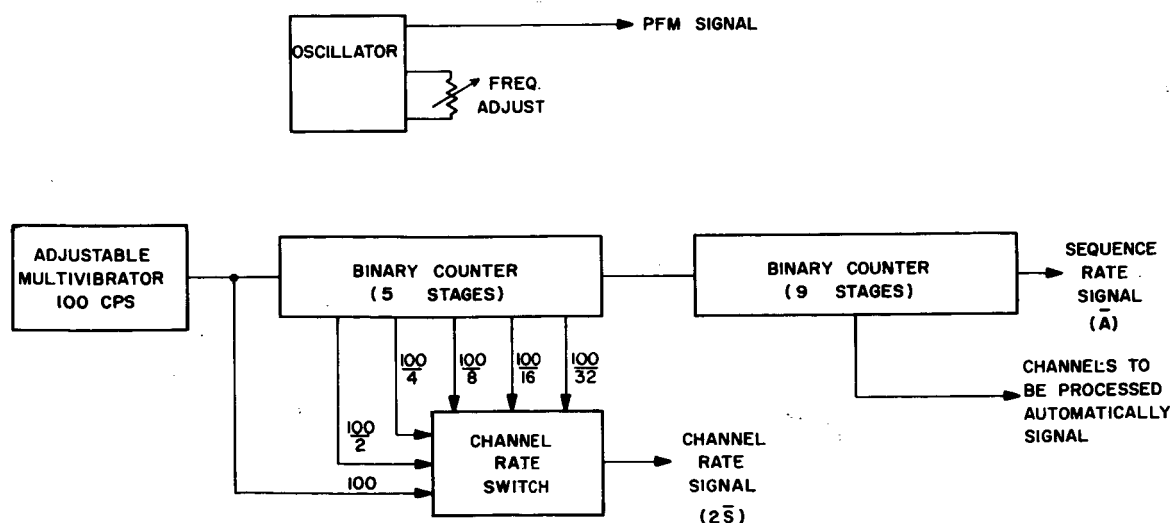 PFM SIGNAL
OSCILLATOR
FREQ.
ADJUST
ADJUSTABLE
MULTIVIBRATOR
100 CPS
BINARY COUNTER
(5 STAGES)
BINARY COUNTER
(9 STAGES)
SEQUENCE
RATE
SIGNAL
(A̅)
100/2
100/4
100/8
100/16
100/32
100
CHANNEL
RATE
SWITCH
CHANNEL
RATE
SIGNAL
(2S̅)
CHANNELS TO
BE PROCESSED
AUTOMATICALLY
SIGNAL